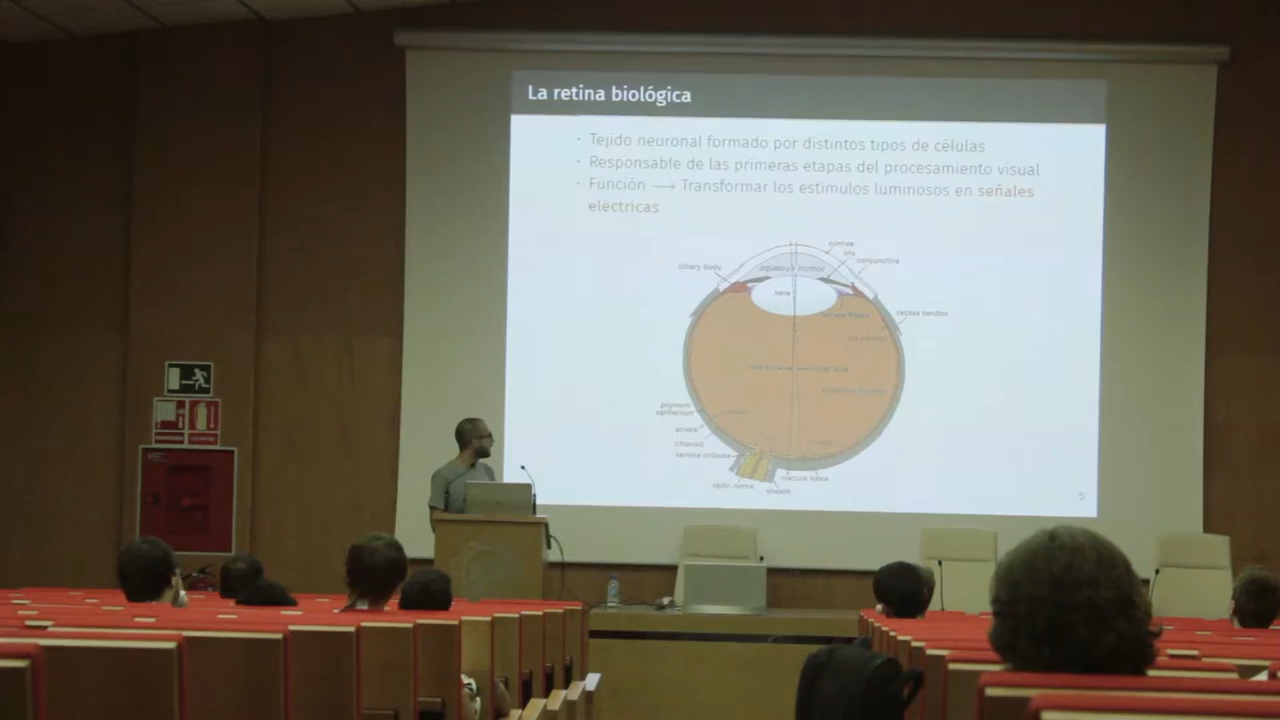 La retina biológica
· Tejido neuronal formado por distintos tipos de células
· Responsable de las primeras etapas del procesamiento visual
· Función ⟶ Transformar los estímulos luminosos en señales
eléctricas
cornea
iris
conjunctiva
ciliary body
aqueous humor
lens
rectus tendon
pigment
epithelium
sclera
choroid
lamina cribosa
optic nerve
sheath
macula lutea
5